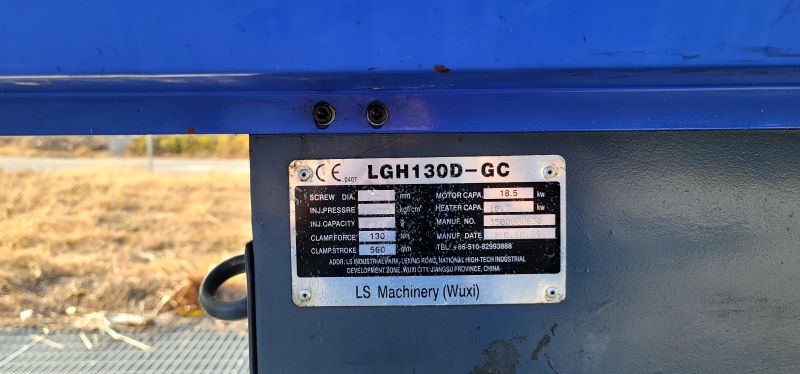 CE 0407 LGH130D-GC
SCREW DIA. mm
INJ.PRESSRE kgf/cm²
INJ.CAPACITY
CLAMP.FORCE 130
CLAMP.STROKE 560 mm
MOTOR CAPA. 18.5 kw
HEATER CAPA. kw
MANUF. NO.
MANUF. DATE
TEL: +86-510-82993888
ADDR: LS INDUSTRIAL PARK, LEXING ROAD, NATIONAL HIGH-TECH INDUSTRIAL
DEVELOPMENT ZONE, WUXI CITY, JIANGSU PROVINCE, CHINA
LS Machinery (Wuxi)